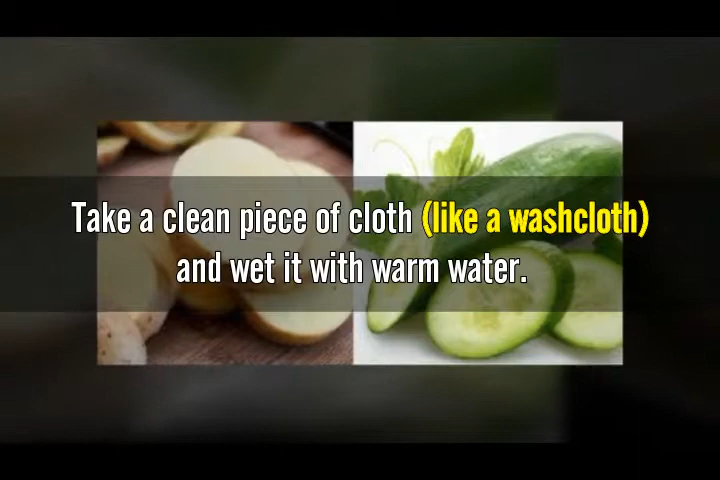 Take a clean piece of cloth (like a washcloth)
and wet it with warm water.